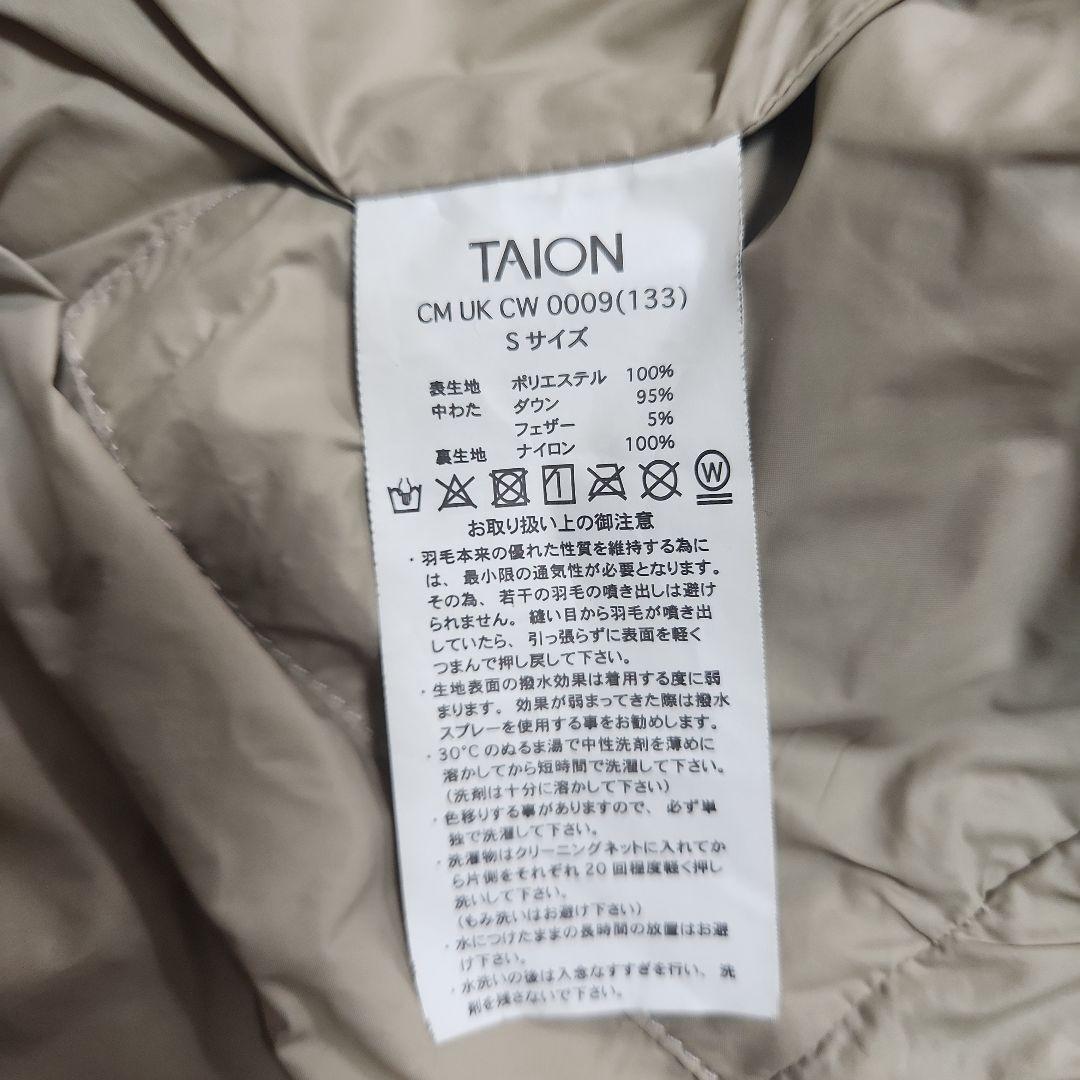 TAION
CM UK CW 0009(133)
Sサイズ
表生地 ポリエステル 100%
中わた ダウン 95%
フェザー 5%
裏生地 ナイロン 100%
W
お取り扱い上の御注意
・羽毛本来の優れた性質を維持する為に
は、最小限の通気性が必要となります。
その為、若干の羽毛の噴き出しは避け
られません。縫い目から羽毛が噴き出
していたら、引っ張らずに表面を軽く
つまんで押し戻して下さい。
・生地表面の撥水効果は着用する度に弱
まります。効果が弱まってきた際は撥水
スプレーを使用する事をお勧めします。
・30℃のぬるま湯で中性洗剤を薄めに
溶かしてから短時間で洗濯して下さい。
(洗剤は十分に溶かして下さい)
・色移りする事がありますので、必ず単
独で洗濯して下さい。
・洗濯物はクリーニングネットに入れてか
ら片側をそれぞれ20回程度軽く押し
洗いして下さい。
(もみ洗いはお避け下さい)
・水につけたままの長時間の放置はお避
け下さい。
・水洗いの後は入念なすすぎを行い、洗
剤を残さないで下さい。